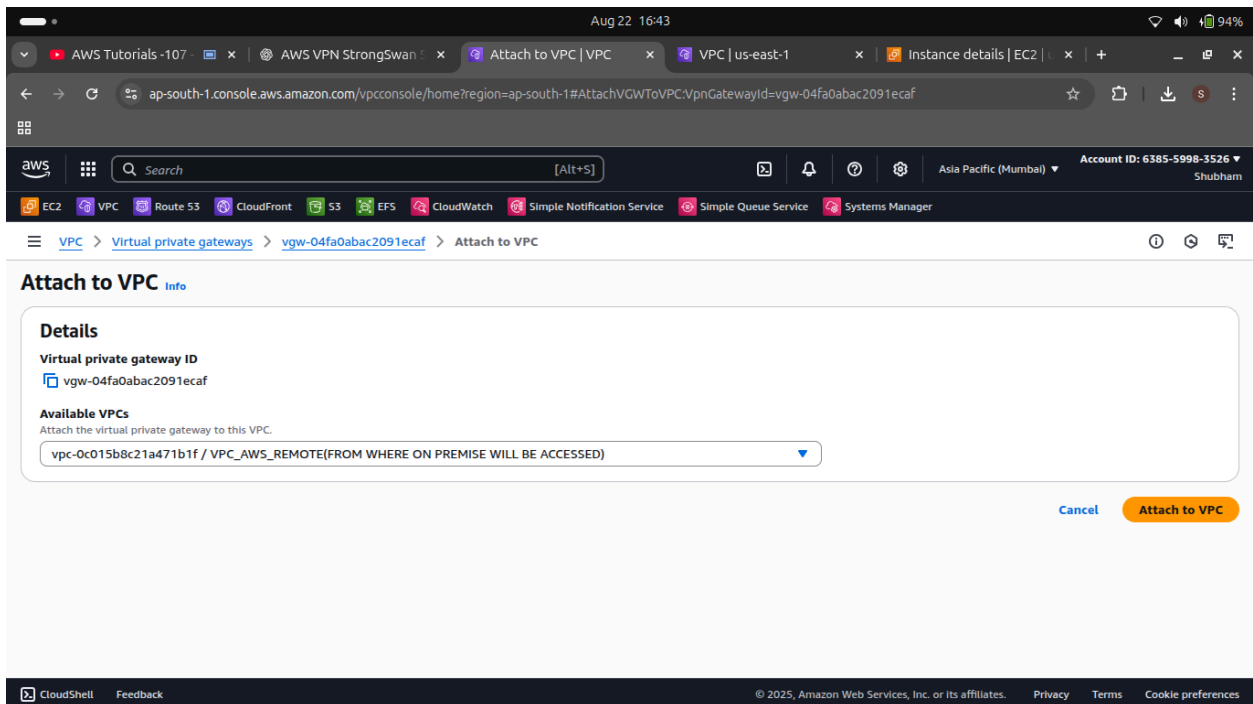 Aug 22 16:43
94%
AWS Tutorials -107 -
AWS VPN StrongSwan S
Attach to VPC | VPC
VPC | us-east-1
Instance details | EC2 | u
ap-south-1.console.aws.amazon.com/vpcconsole/home?region=ap-south-1#AttachVGWToVPC:VpnGatewayId=vgw-04fa0abac2091ecaf
S
aws
Search [Alt+S]
Asia Pacific (Mumbai)
Account ID: 6385-5998-3526
Shubham
EC2 VPC Route 53 CloudFront S3 EFS CloudWatch Simple Notification Service Simple Queue Service Systems Manager
VPC > Virtual private gateways > vgw-04fa0abac2091ecaf > Attach to VPC
Attach to VPC Info
Details
Virtual private gateway ID
vgw-04fa0abac2091ecaf
Available VPCs
Attach the virtual private gateway to this VPC.
vpc-0c015b8c21a471b1f / VPC_AWS_REMOTE(FROM WHERE ON PREMISE WILL BE ACCESSED)
Cancel Attach to VPC
CloudShell Feedback © 2025, Amazon Web Services, Inc. or its affiliates. Privacy Terms Cookie preferences